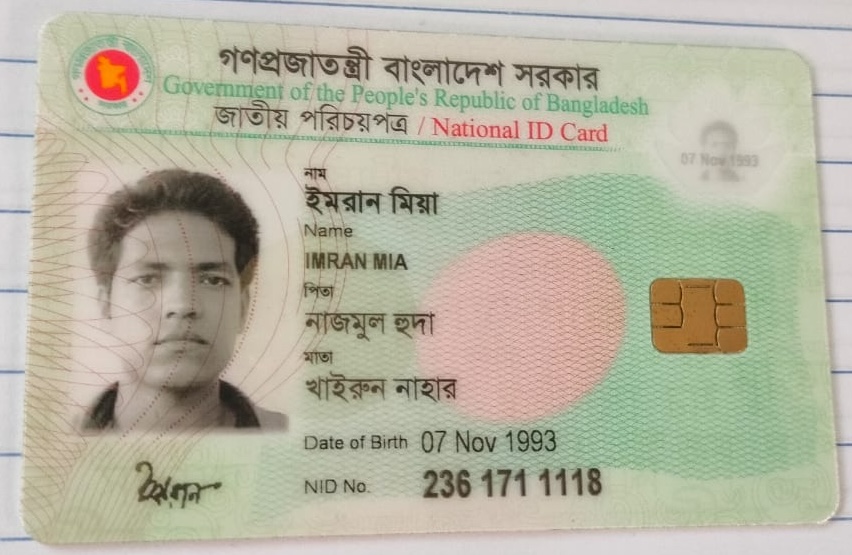 গণপ্রজাতন্ত্রী বাংলাদেশ সরকার
Government of the People's Republic of Bangladesh
জাতীয় পরিচয়পত্র / National ID Card
07 Nov 1993
নাম
ইমরান মিয়া
Name
IMRAN MIA
পিতা
নাজমুল হুদা
মাতা
খাইরুন নাহার
Date of Birth 07 Nov 1993
NID No. 236 171 1118
ইমরান